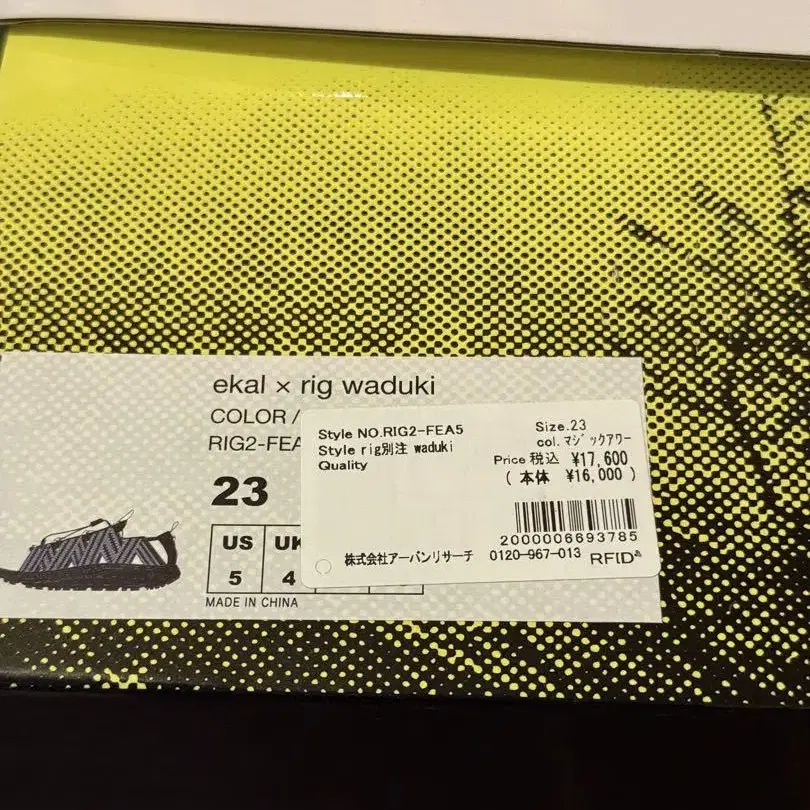 ekal × rig waduki
COLOR /
RIG2-FEA
23
US UK
5 4
MADE IN CHINA
Style NO.RIG2-FEA5
Style rig別注 waduki
Quality
Size.23
col.マジックアワー
Price 税込 ¥17,600
( 本体 ¥16,000 )
2000006693785
株式会社アーバンリサーチ 0120-967-013 RFID